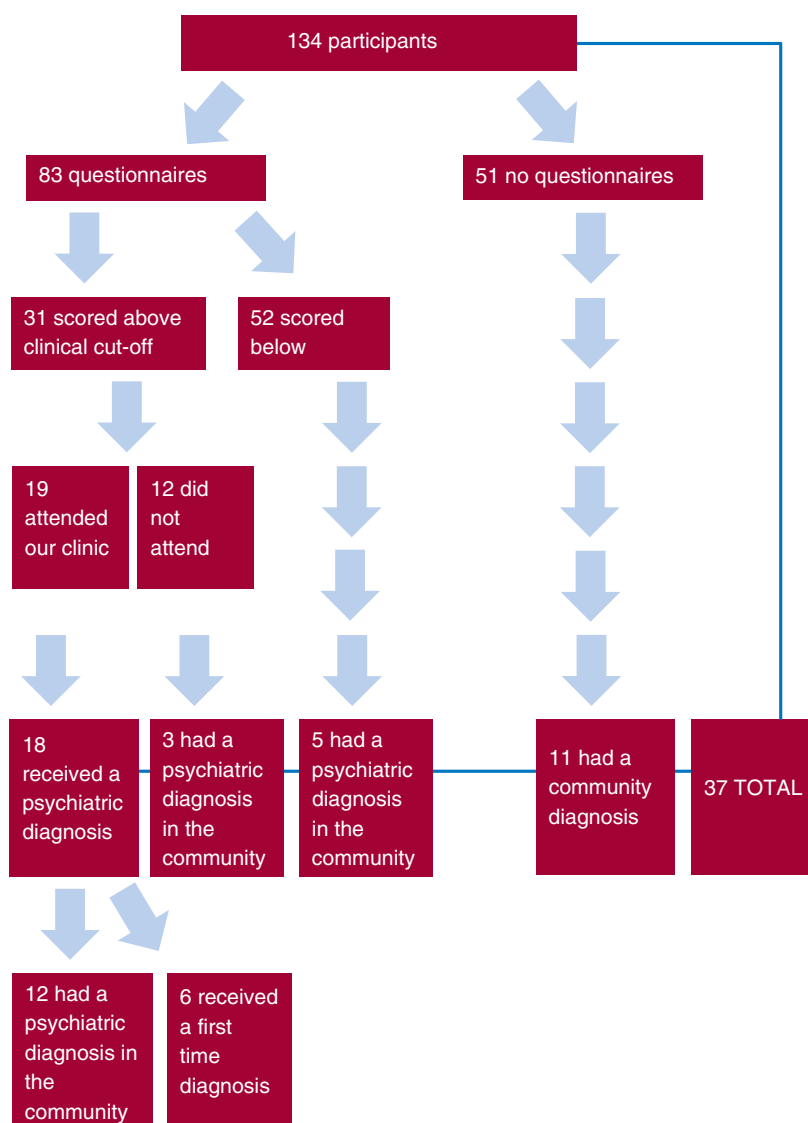 134 participants
83 questionnaires
51 no questionnaires
31 scored above
clinical cut-off
52 scored
below
19
attended
our clinic
12 did
not
attend
18
received a
psychiatric
diagnosis
3 had a
psychiatric
diagnosis
in the
community
5 had a
psychiatric
diagnosis
in the
community
11 had a
community
diagnosis
37 TOTAL
12 had a
psychiatric
diagnosis in
the
community
6 received
a first
time
diagnosis